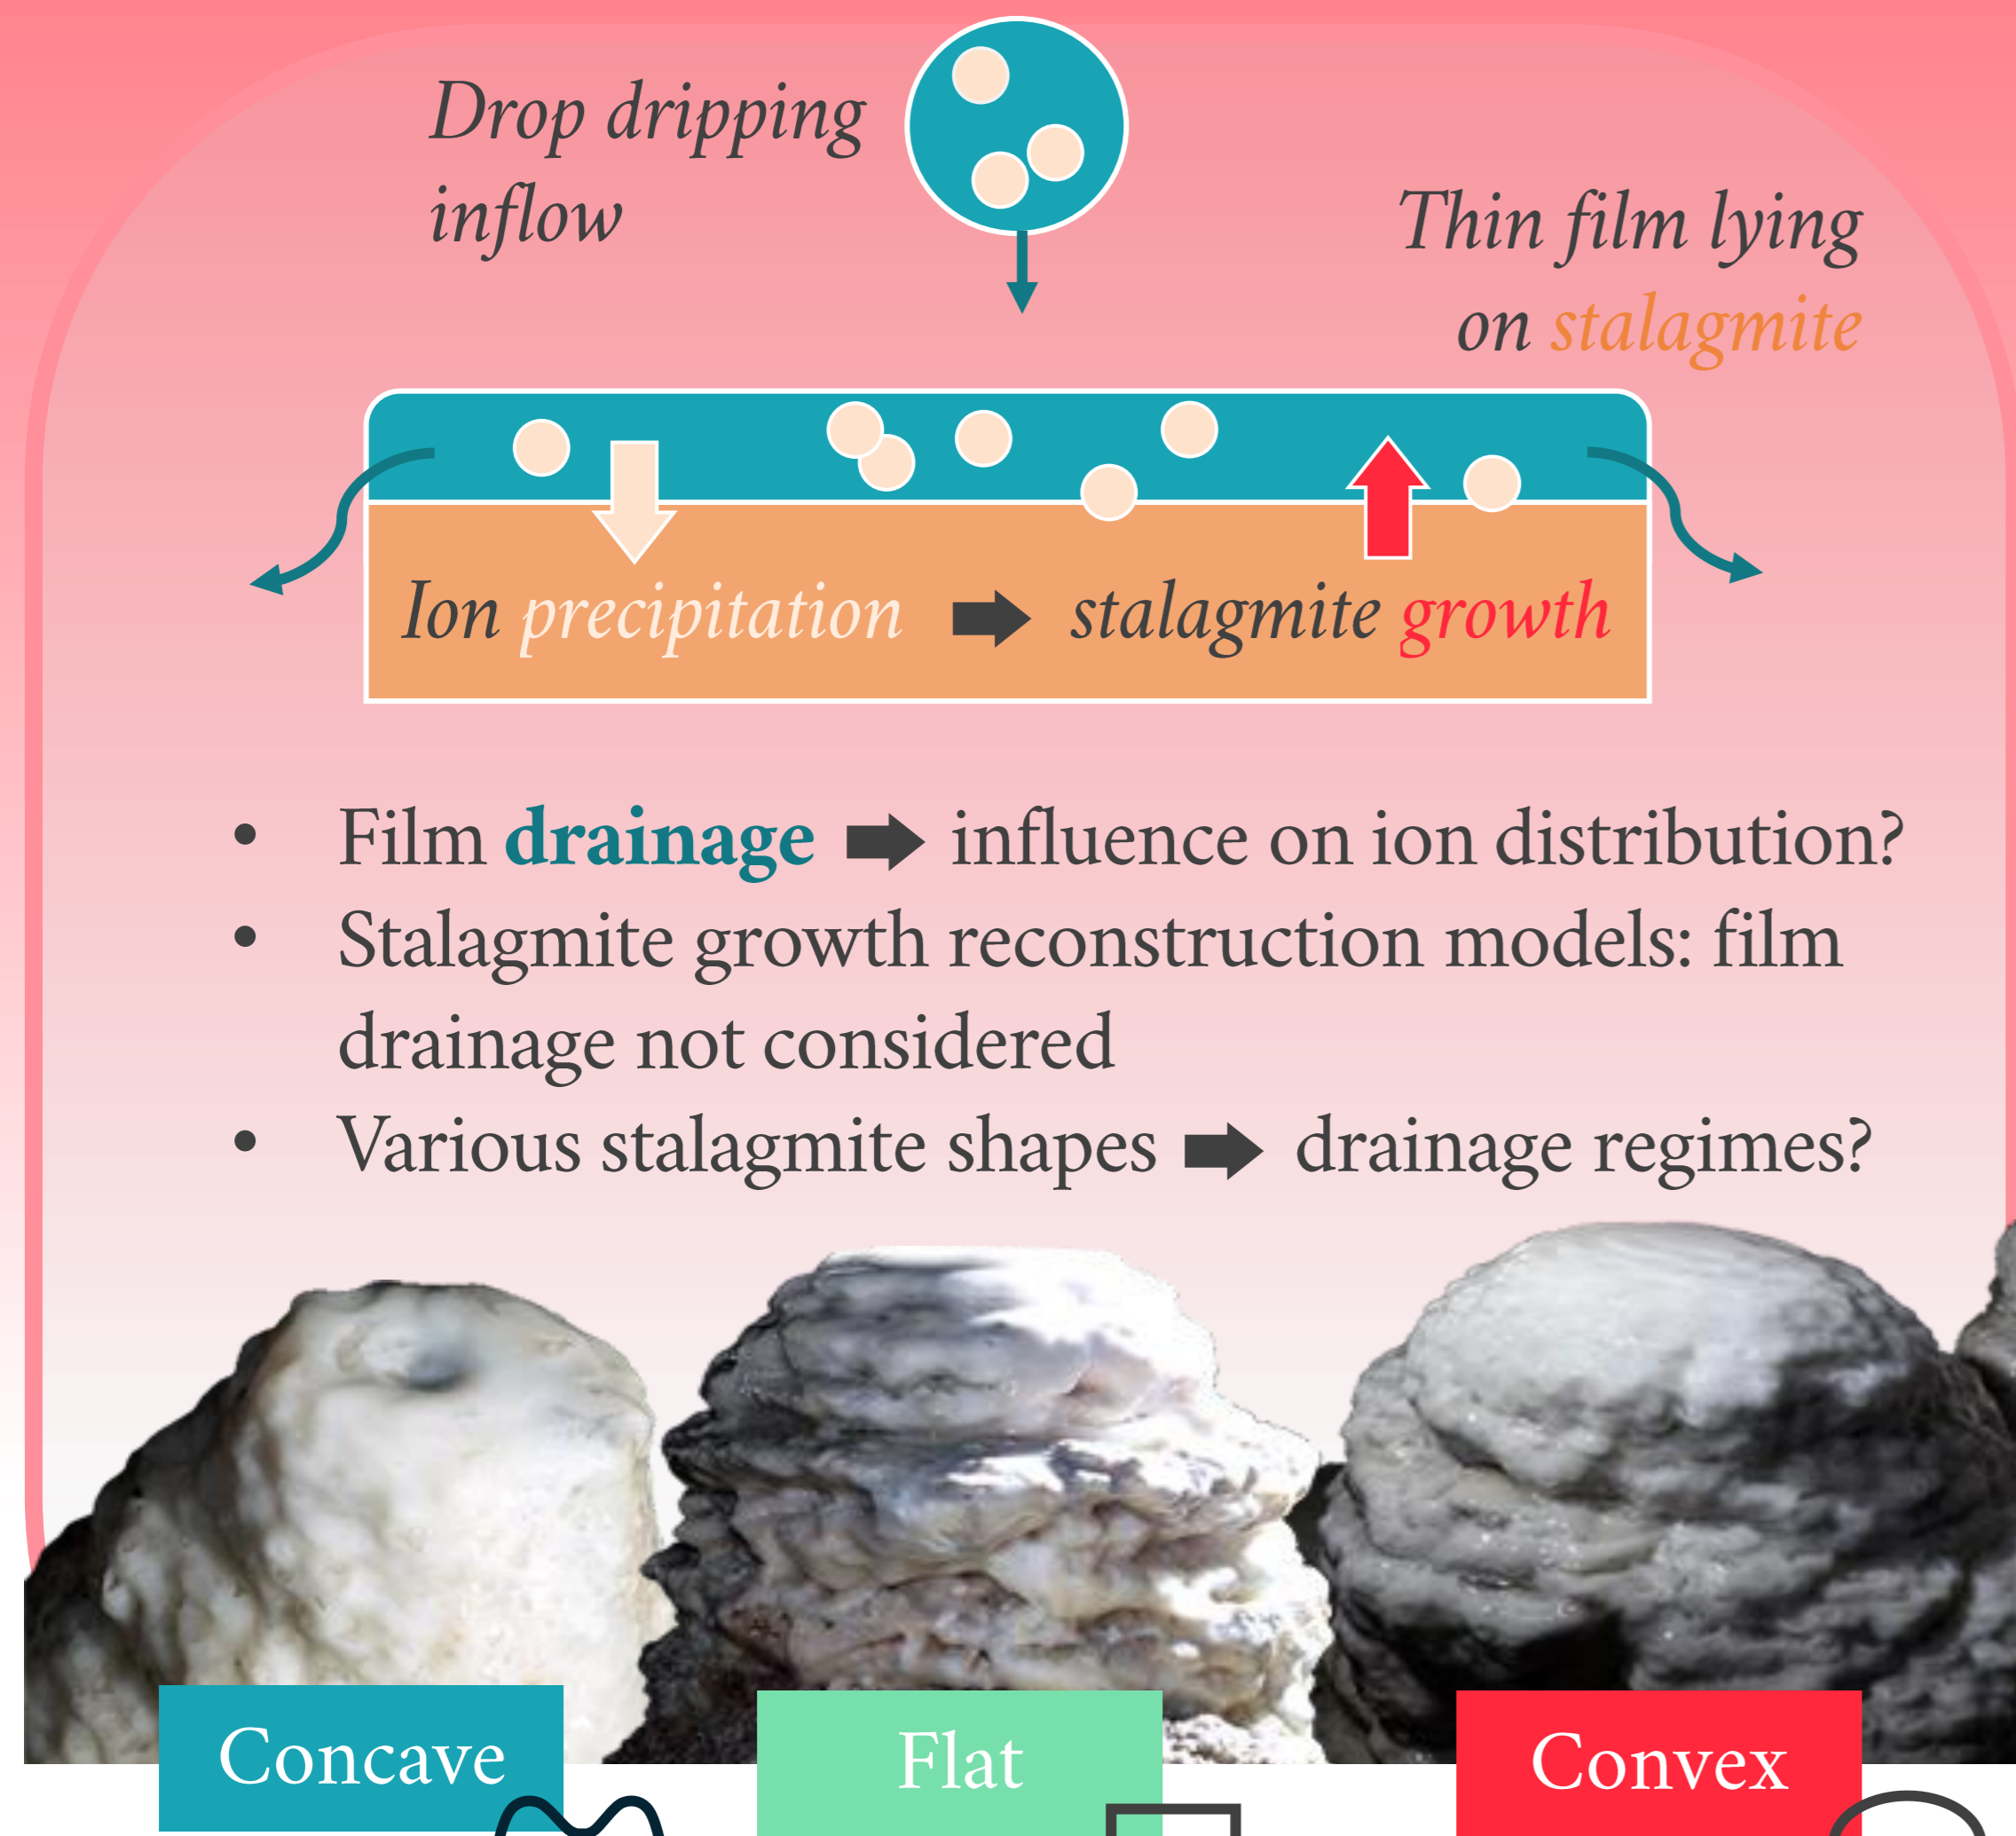 Drop dripping
inflow
Thin film lying
on stalagmite
Ion precipitation ➡ stalagmite growth
• Film drainage ➡ influence on ion distribution?
• Stalagmite growth reconstruction models: film
drainage not considered
• Various stalagmite shapes ➡ drainage regimes?
Concave
Flat
Convex